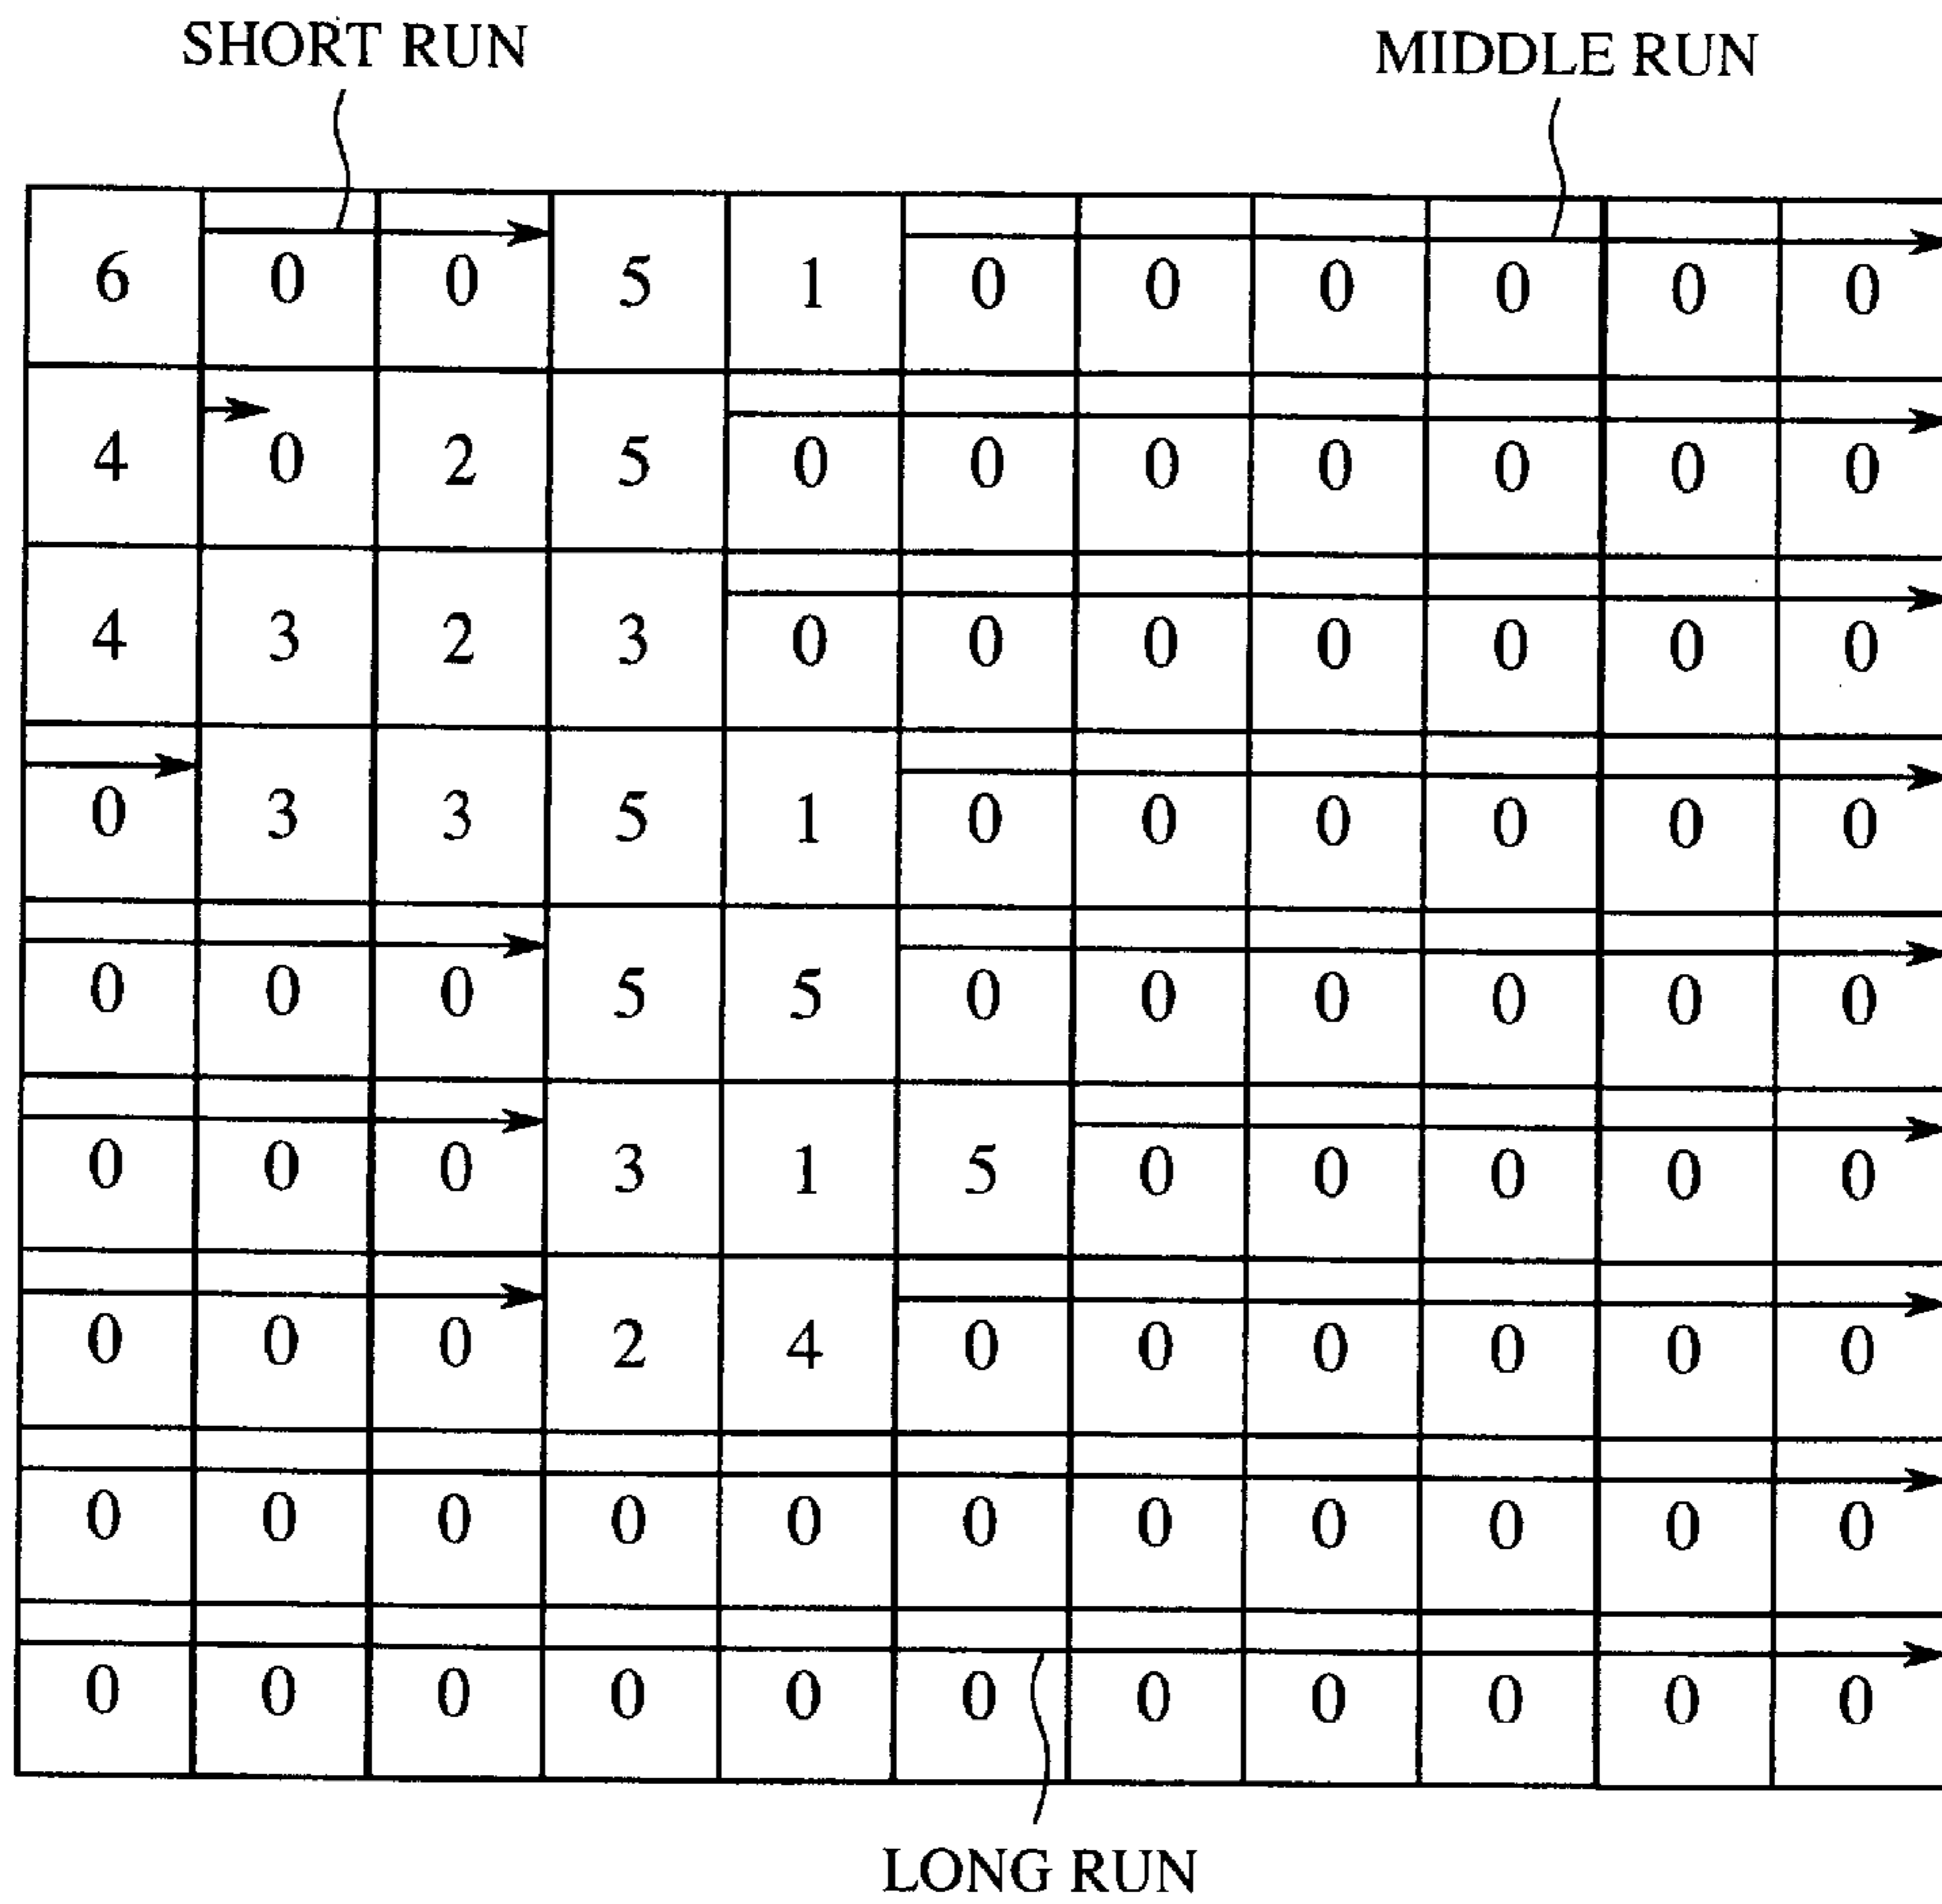 SHORT RUN
MIDDLE RUN
6 0 0 5 1 0 0 0 0 0 0
4 0 2 5 0 0 0 0 0 0 0
4 3 2 3 0 0 0 0 0 0 0
0 3 3 5 1 0 0 0 0 0 0
0 0 0 5 5 0 0 0 0 0 0
0 0 0 3 1 5 0 0 0 0 0
0 0 0 2 4 0 0 0 0 0 0
0 0 0 0 0 0 0 0 0 0 0
0 0 0 0 0 0 0 0 0 0 0
LONG RUN